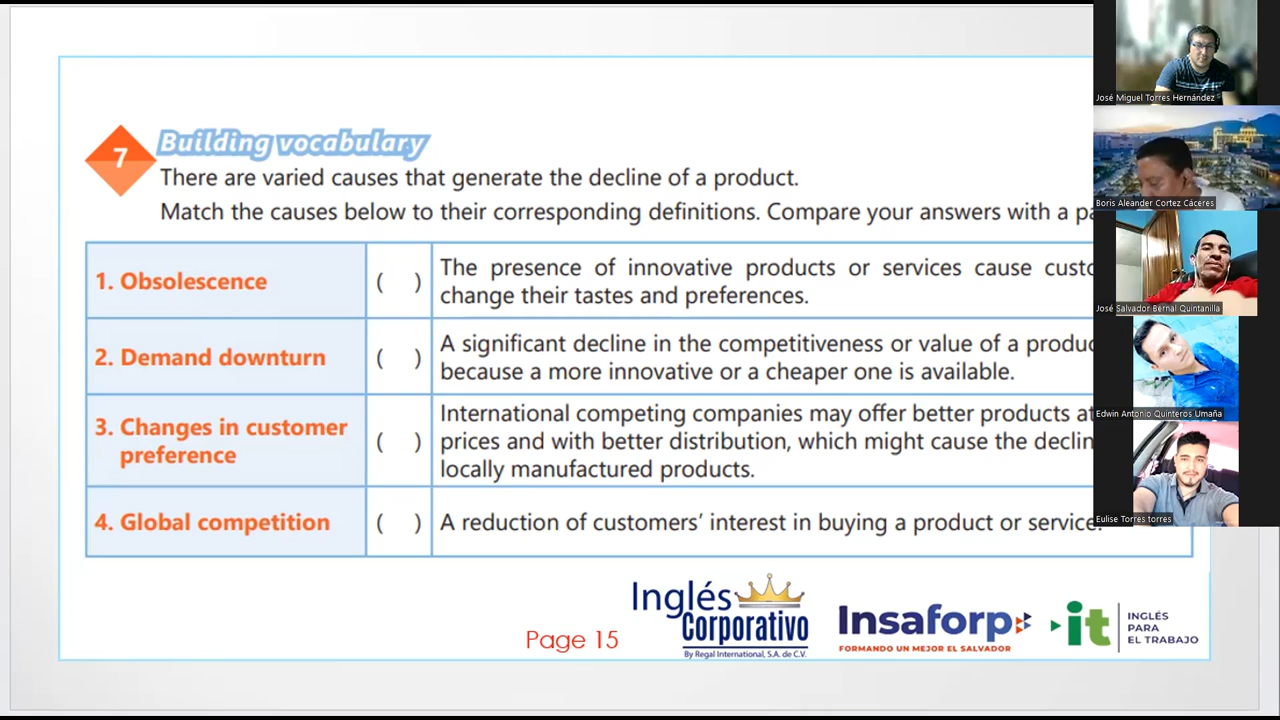 7
Building vocabulary
There are varied causes that generate the decline of a product.
Match the causes below to their corresponding definitions. Compare your answers with a
1. Obsolescence
( )
The presence of innovative products or services cause
change their tastes and preferences.
2. Demand downturn
( )
A significant decline in the competitiveness or value of a
because a more innovative or a cheaper one is available.
3. Changes in customer
preference
( )
International competing companies may offer better products
prices and with better distribution, which might cause the
locally manufactured products.
4. Global competition
( )
A reduction of customers' interest in buying a product or service.
Page 15
Inglés
Corporativo
By Regal International, S.A. de C.V.
Insaforp
FORMANDO UN MEJOR EL SALVADOR
it
INGLÉS
PARA
EL TRABAJO
José Miguel Torres Hernández
Boris Aleander Cortez Cáceres
José Salvador Bernal Quintanilla
Edwin Antonio Quinteros Umaña
Eulise Torres torres